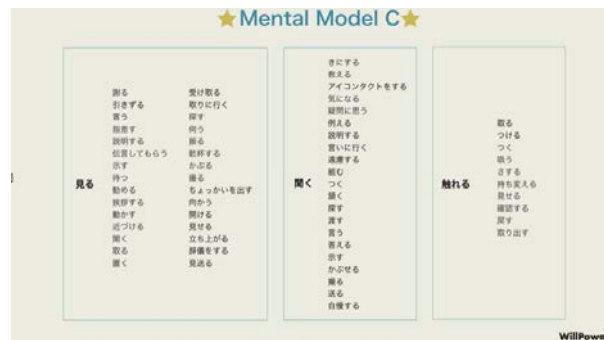 ★Mental Model C★
見る
謝る
引きずる
言う
指差す
説明する
伝言してもらう
示す
持つ
勧める
挨拶する
動かす
近づける
聞く
取る
置く
受け取る
取りに行く
探す
伺う
振る
乾杯する
かぶる
撮る
ちょっかいを出す
向かう
開ける
見せる
立ち上がる
辞儀をする
見送る
聞く
きにする
教える
アイコンタクトをする
気になる
疑問に思う
例える
説明する
言いに行く
遠慮する
組む
つく
頷く
探す
渡す
言う
答える
示す
かぶせる
撮る
送る
自慢する
触れる
取る
つける
つく
吸う
さする
持ち変える
見せる
確認する
戻す
取り出す
WillPowe